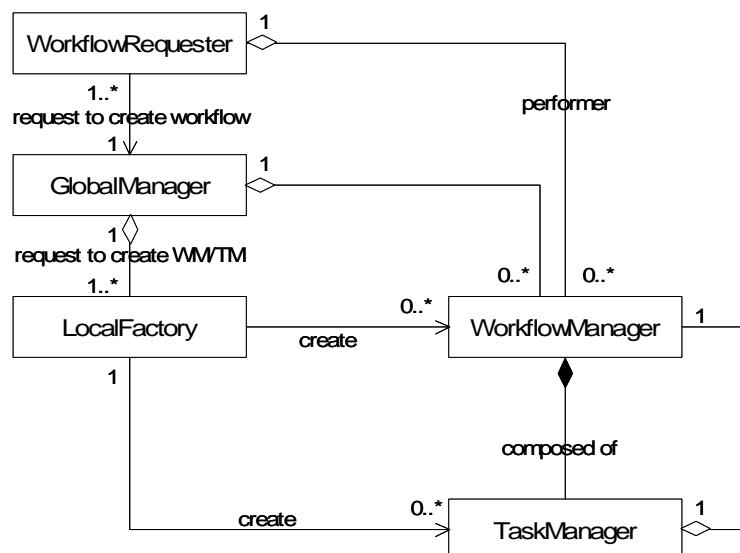 1
WorkflowRequester
1..*
performer
request to create workflow
1
1
GlobalManager
1
request to create WM/TM
0..*
0..*
1..*
0..*
LocalFactory
WorkflowManager
1
create
1
composed of
0..*
1
create
TaskManager